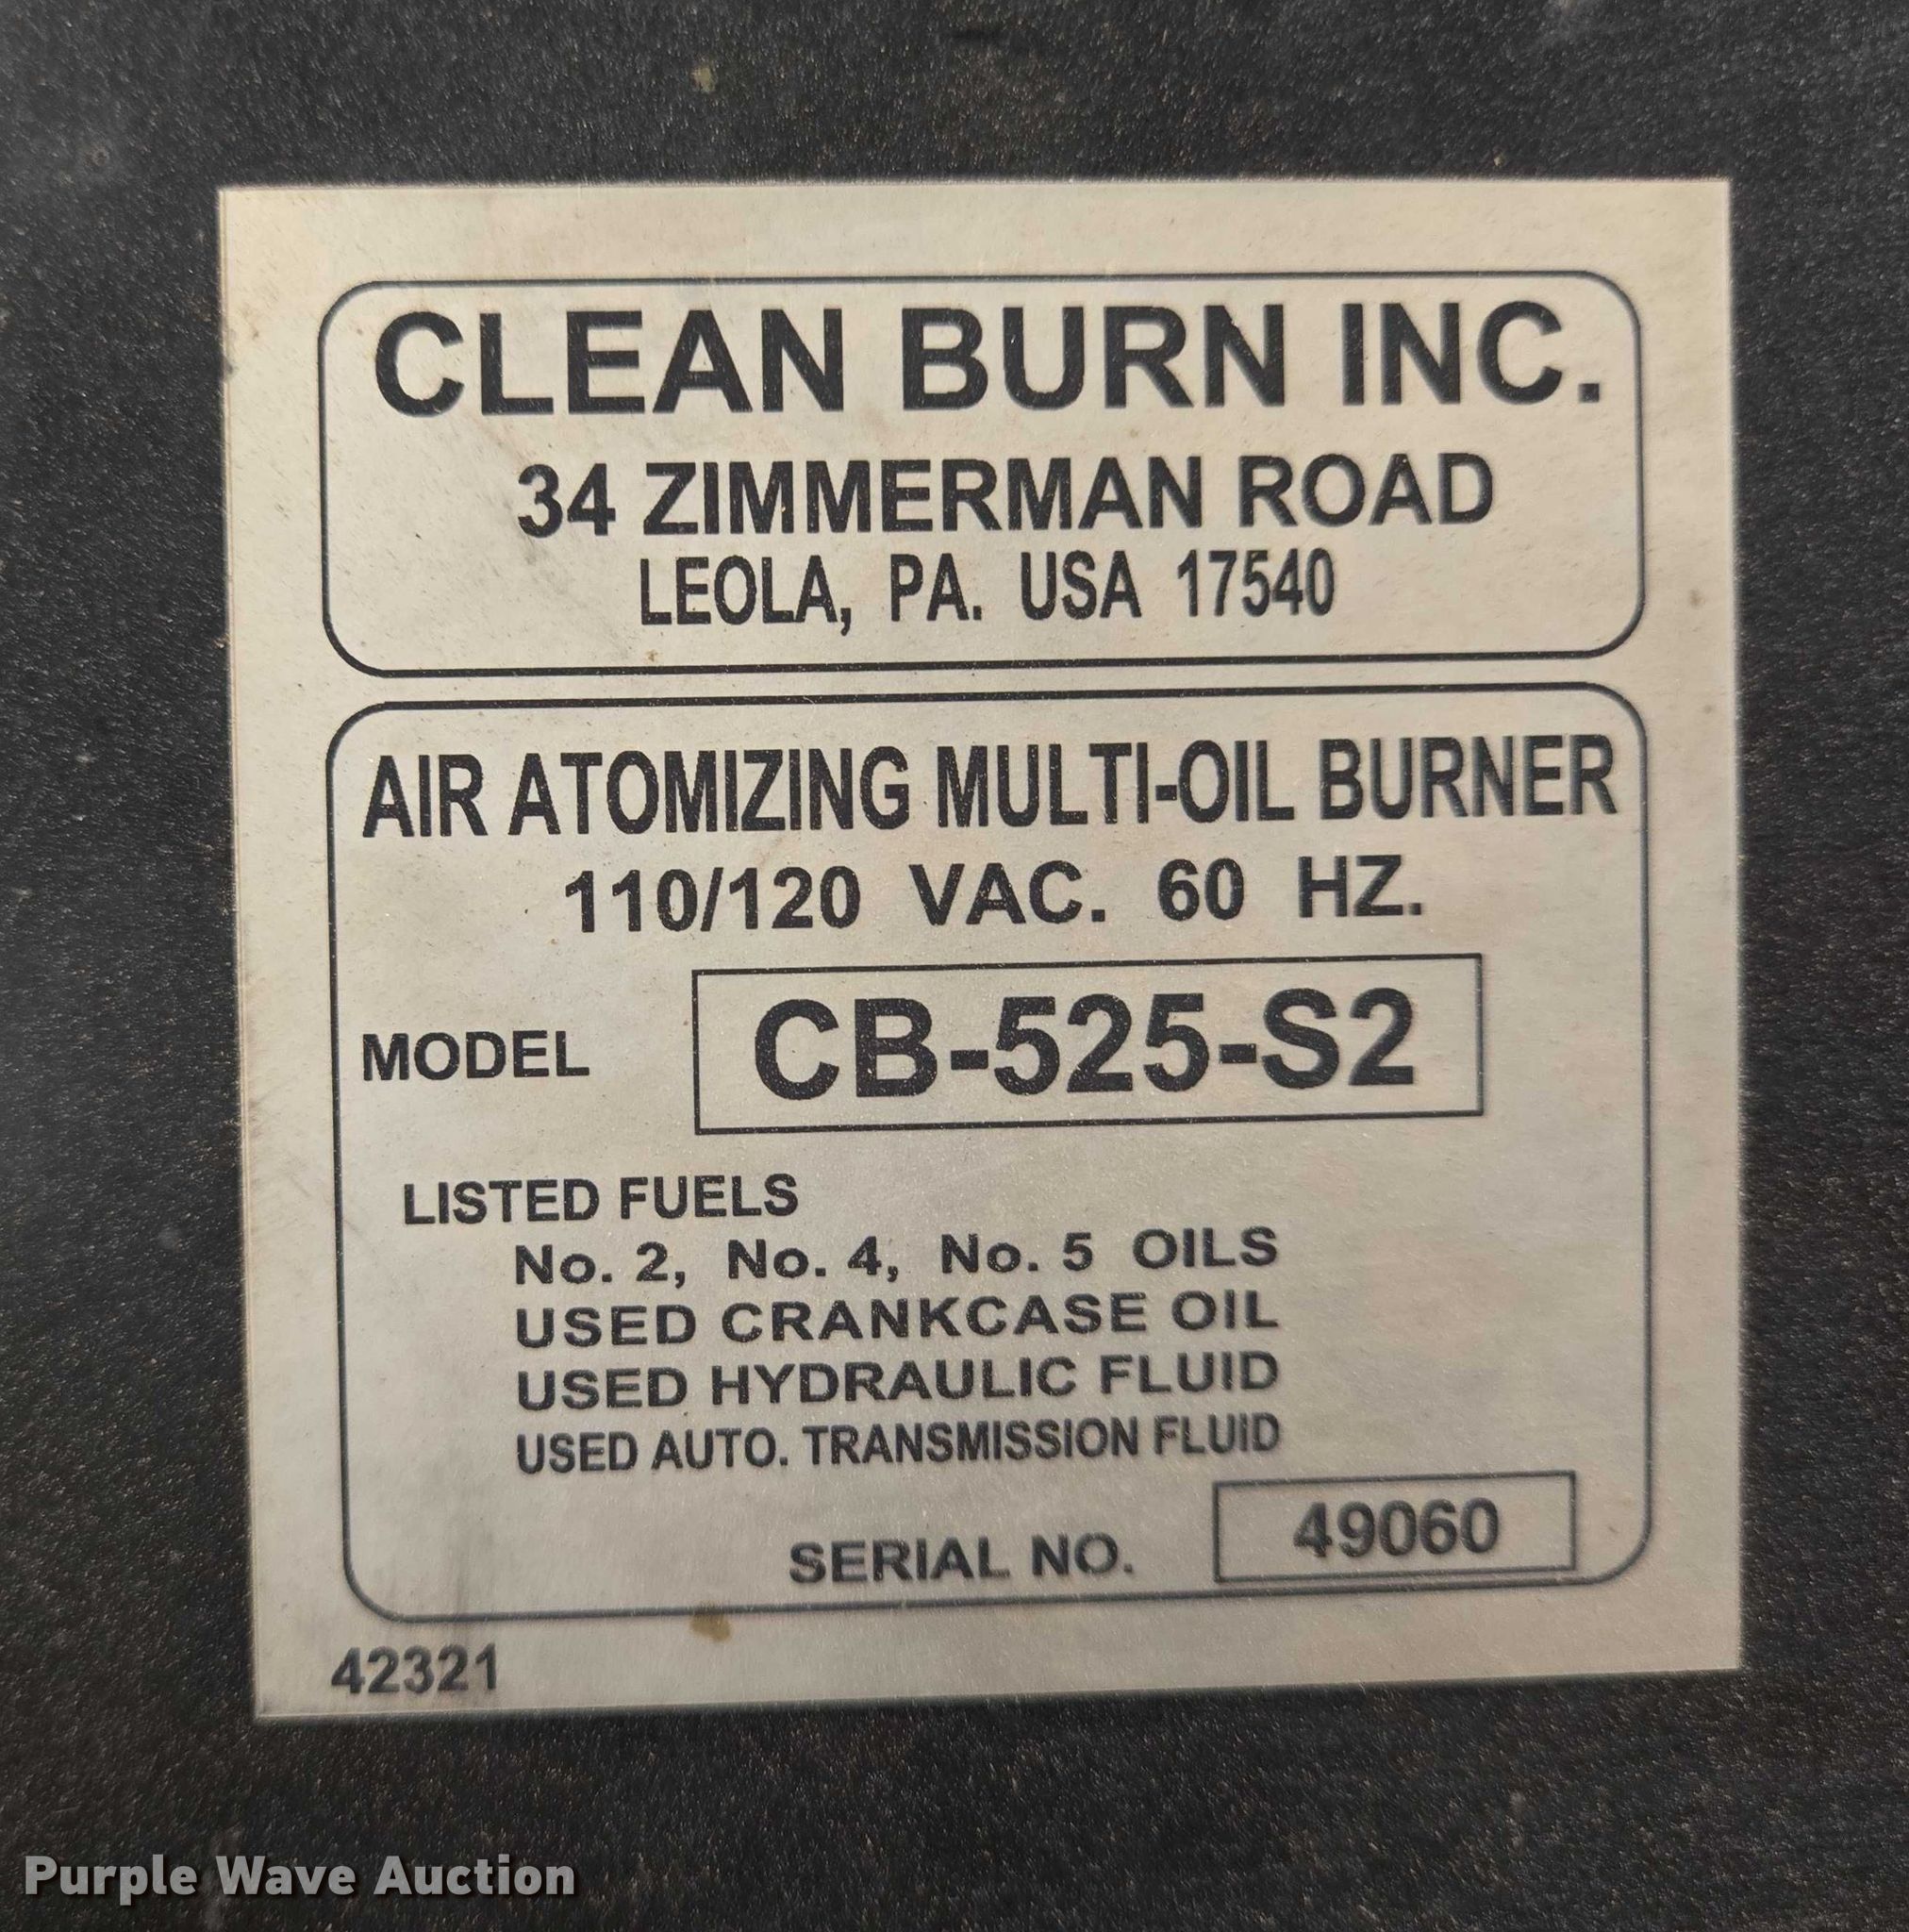 CLEAN BURN INC.
34 ZIMMERMAN ROAD
LEOLA, PA. USA 17540
AIR ATOMIZING MULTI-OIL BURNER
110/120 VAC. 60 HZ.
MODEL CB-525-S2
LISTED FUELS
No. 2, No. 4, No. 5 OILS
USED CRANKCASE OIL
USED HYDRAULIC FLUID
USED AUTO. TRANSMISSION FLUID
SERIAL NO. 49060
42321
Purple Wave Auction